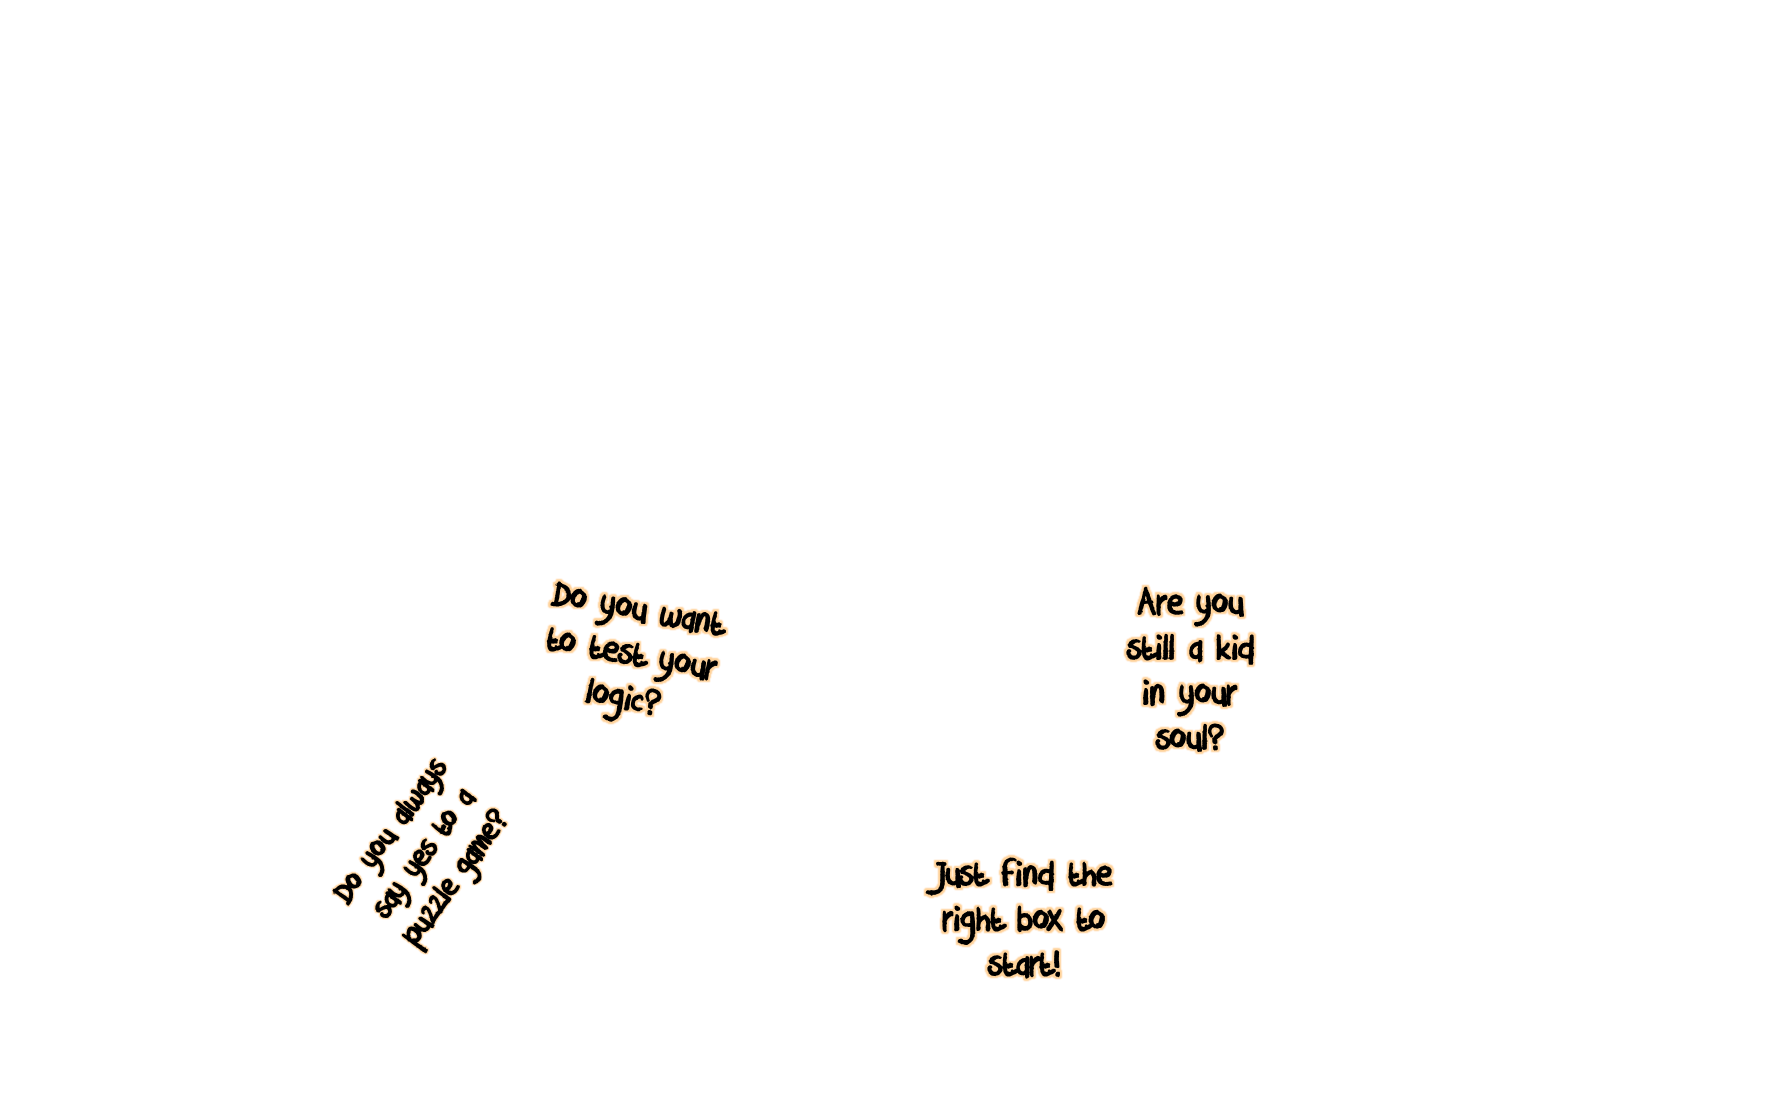 Do you want
to test your
logic?
Are you
still a kid
in your
soul?
Do you always
say yes to a
puzzle game?
Just find the
right box to
start!